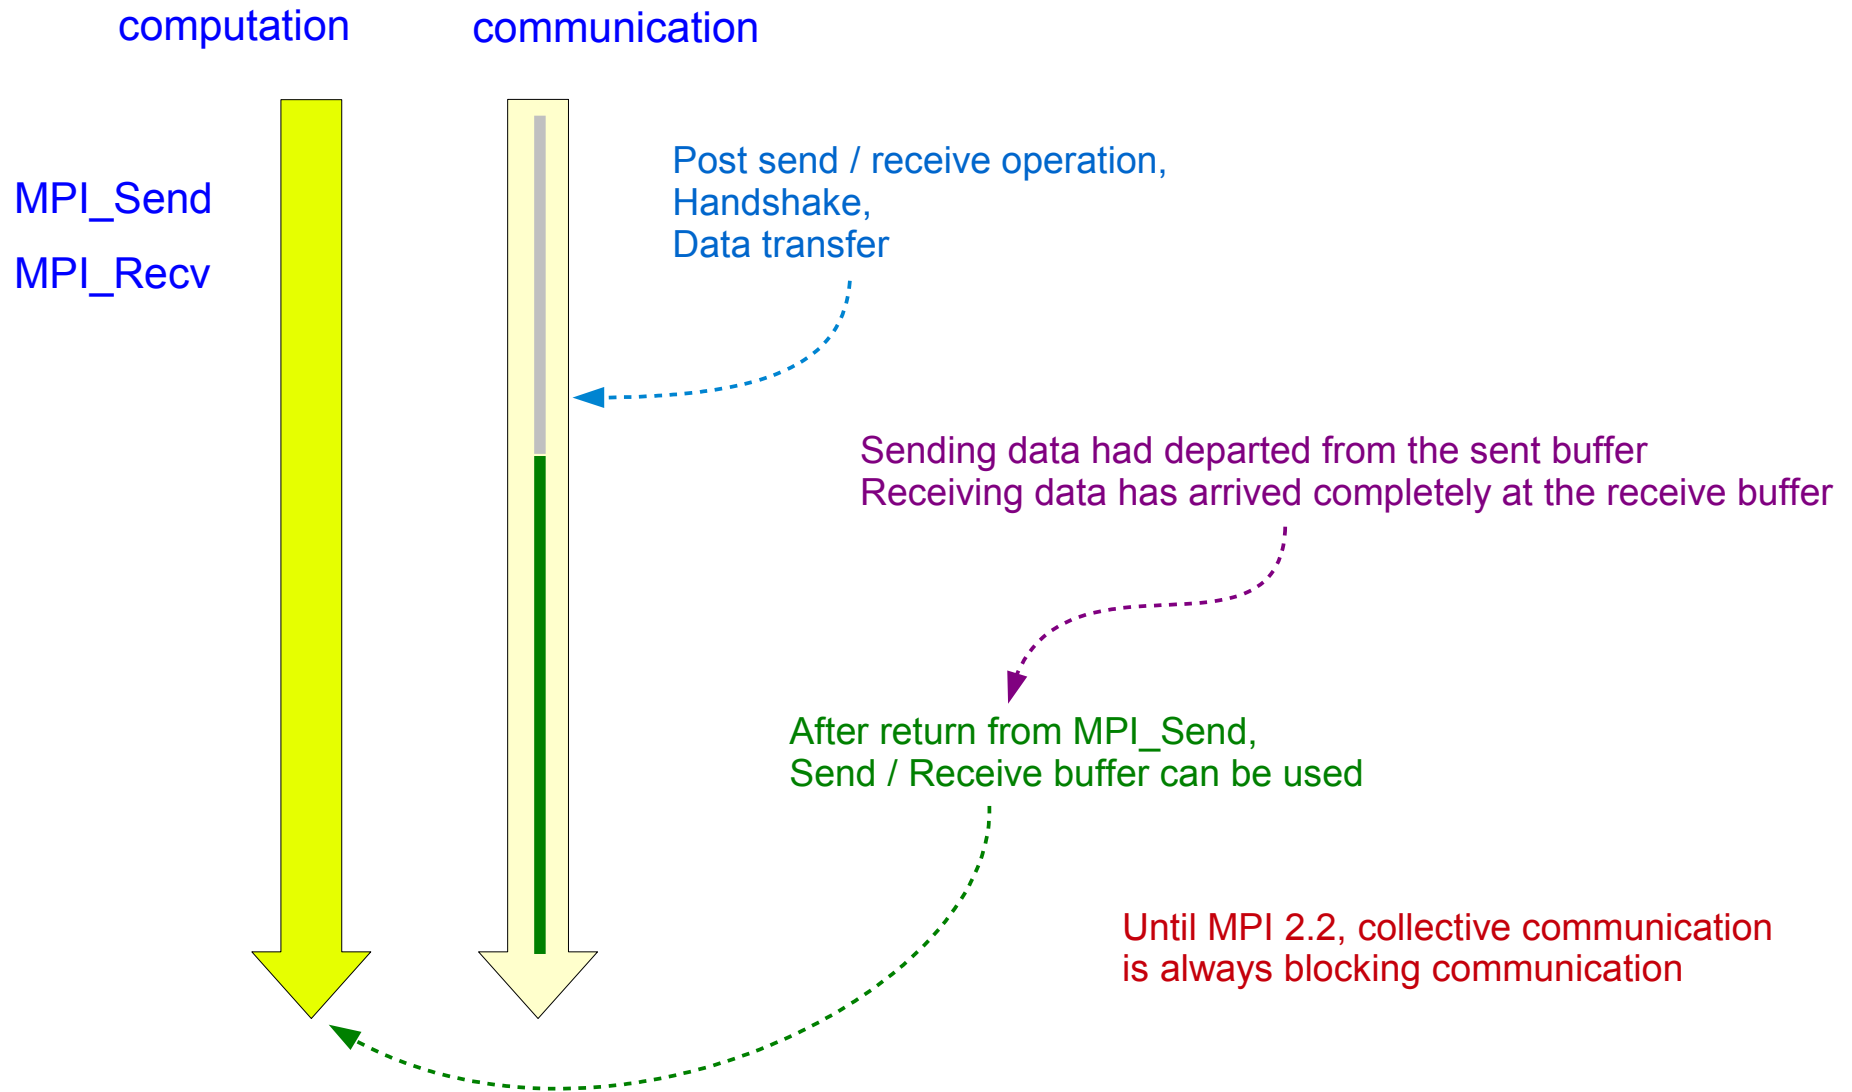 computation
communication
Post send / receive operation,
Handshake,
Data transfer
MPI_Send
MPI_Recv
Sending data had departed from the sent buffer
Receiving data has arrived completely at the receive buffer
After return from MPI_Send,
Send / Receive buffer can be used
Until MPI 2.2, collective communication
is always blocking communication